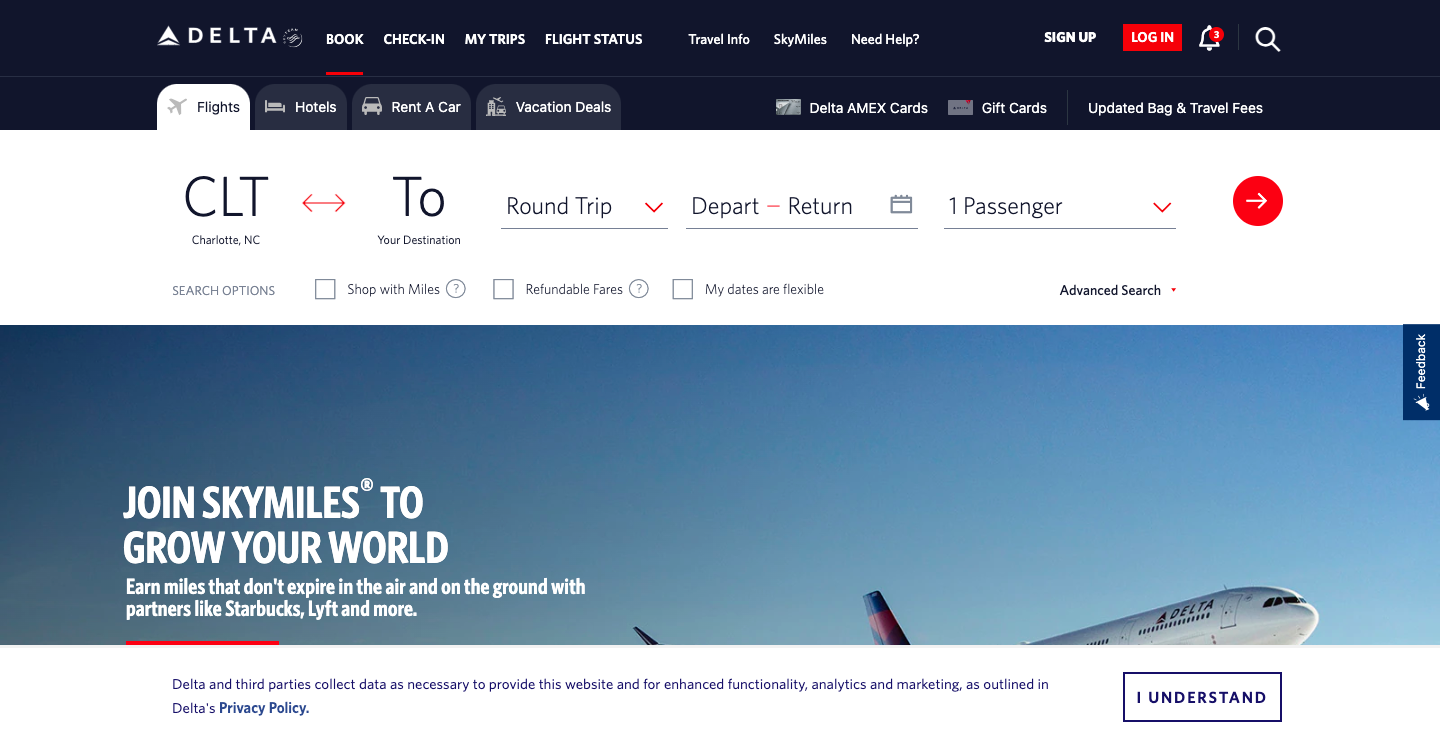 DELTA
BOOK
CHECK-IN
MY TRIPS
FLIGHT STATUS
Travel Info
SkyMiles
Need Help?
SIGN UP
LOG IN
3
Flights
Hotels
Rent A Car
Vacation Deals
Delta AMEX Cards
Gift Cards
Updated Bag & Travel Fees
CLT
Charlotte, NC
To
Your Destination
Round Trip
Depart – Return
1 Passenger
SEARCH OPTIONS
Shop with Miles ?
Refundable Fares ?
My dates are flexible
Advanced Search
Feedback
JOIN SKYMILES® TO
GROW YOUR WORLD
Earn miles that don't expire in the air and on the ground with
partners like Starbucks, Lyft and more.
DELTA
Delta and third parties collect data as necessary to provide this website and for enhanced functionality, analytics and marketing, as outlined in
Delta's Privacy Policy.
I UNDERSTAND